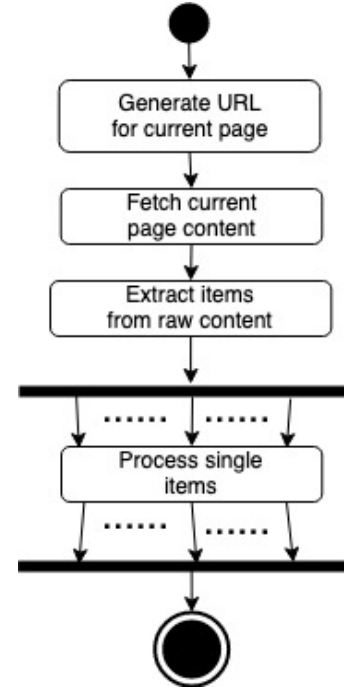 Generate URL
for current page
Fetch current
page content
Extract items
from raw content
Process single
items